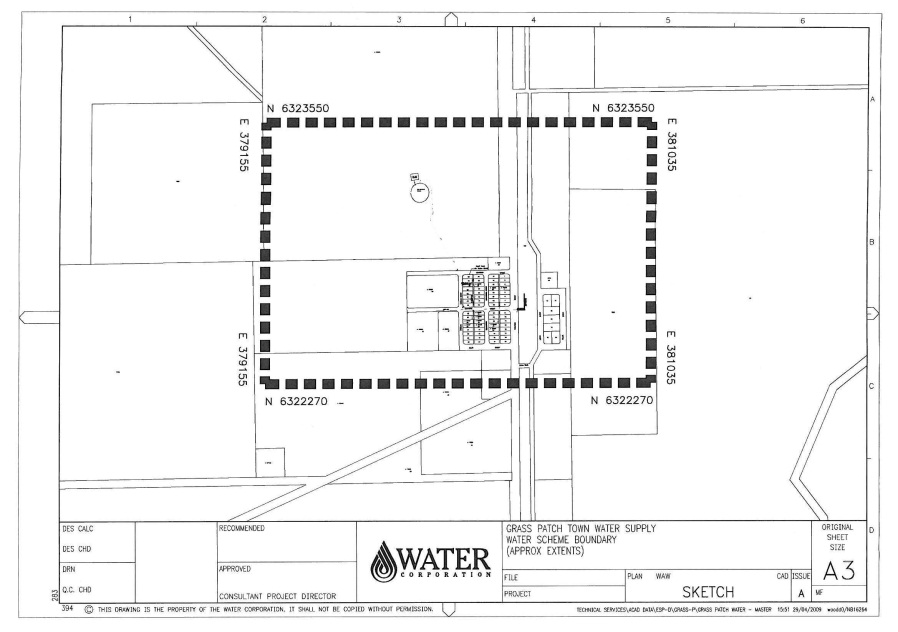 1 2 3 4 5 6
A
B
C
D
N 6323550 N 6323550
E 379155
E 381035
E 379155
E 381035
N 6322270 N 6322270
DES CALC
DES CHD
DRN
Q.C. CHD
RECOMMENDED
APPROVED
CONSULTANT PROJECT DIRECTOR
WATER
CORPORATION
GRASS PATCH TOWN WATER SUPPLY
WATER SCHEME BOUNDARY
(APPROX EXTENTS)
FILE
PROJECT
PLAN WAW CAD ISSUE
SKETCH A
ORIGINAL
SHEET
SIZE
A3
MF
283
394 © THIS DRAWING IS THE PROPERTY OF THE WATER CORPORATION. IT SHALL NOT BE COPIED WITHOUT PERMISSION.
TECHNICAL SERVICES\ACAD DATA\ESP-D\GRASS-P\GRASS PATCH WATER - MASTER 15:51 29/04/2009 woodd0/NB16264